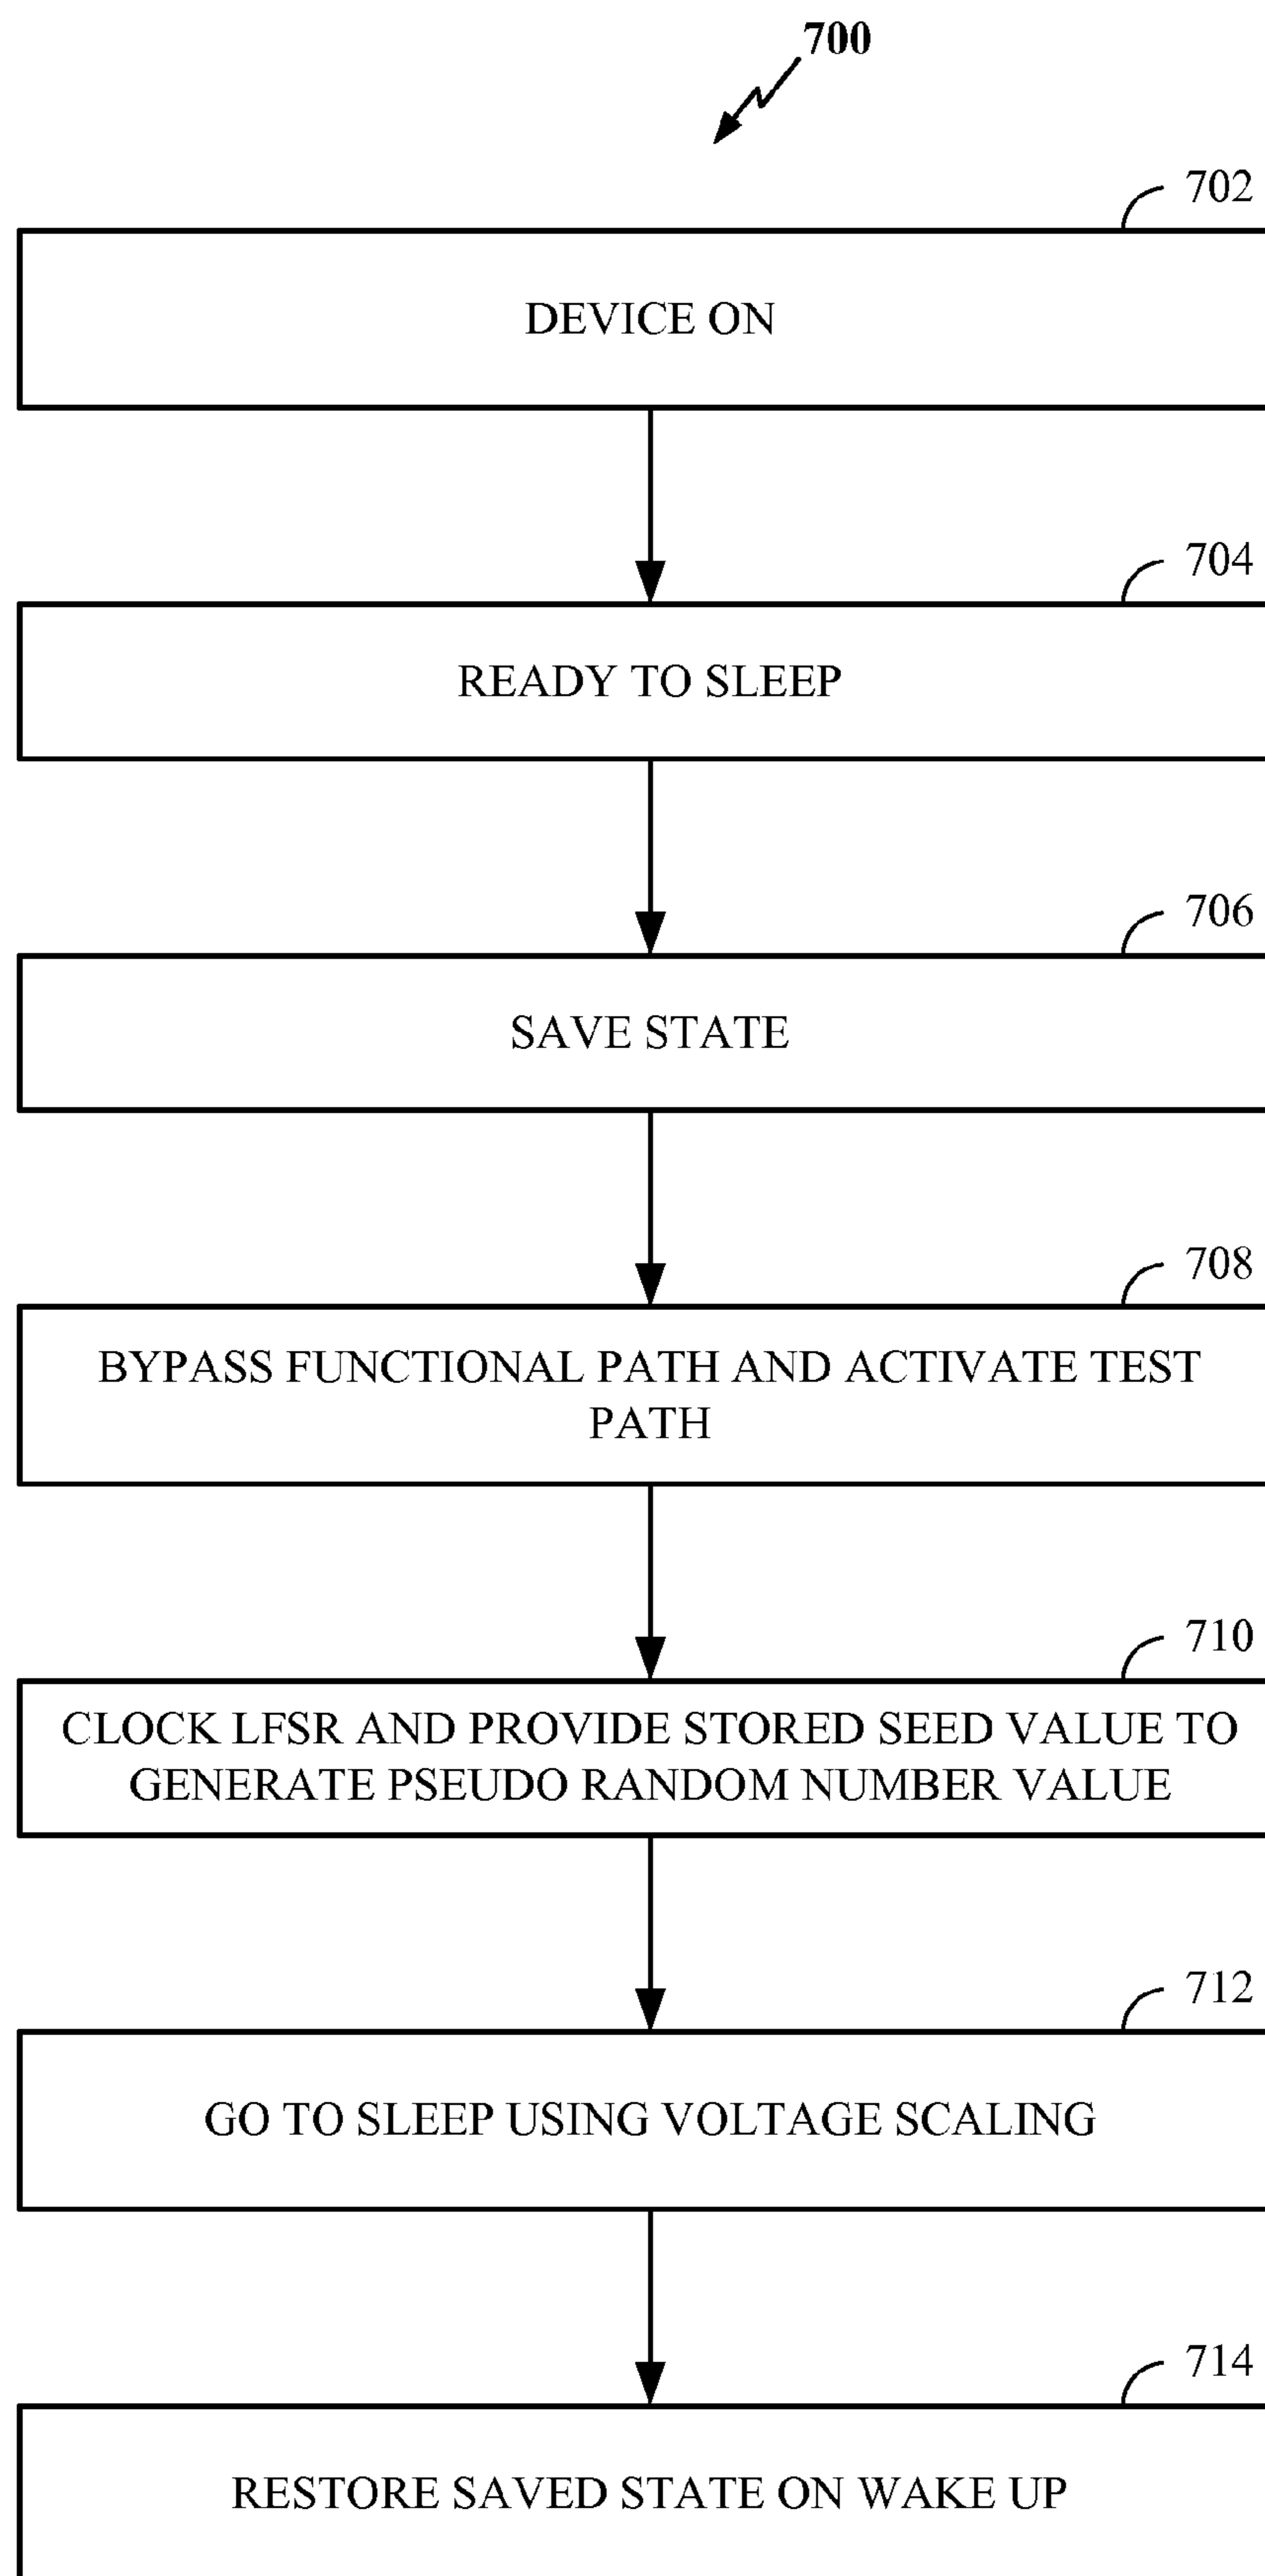 700
702
DEVICE ON
704
READY TO SLEEP
706
SAVE STATE
708
BYPASS FUNCTIONAL PATH AND ACTIVATE TEST
PATH
710
CLOCK LFSR AND PROVIDE STORED SEED VALUE TO
GENERATE PSEUDO RANDOM NUMBER VALUE
712
GO TO SLEEP USING VOLTAGE SCALING
714
RESTORE SAVED STATE ON WAKE UP